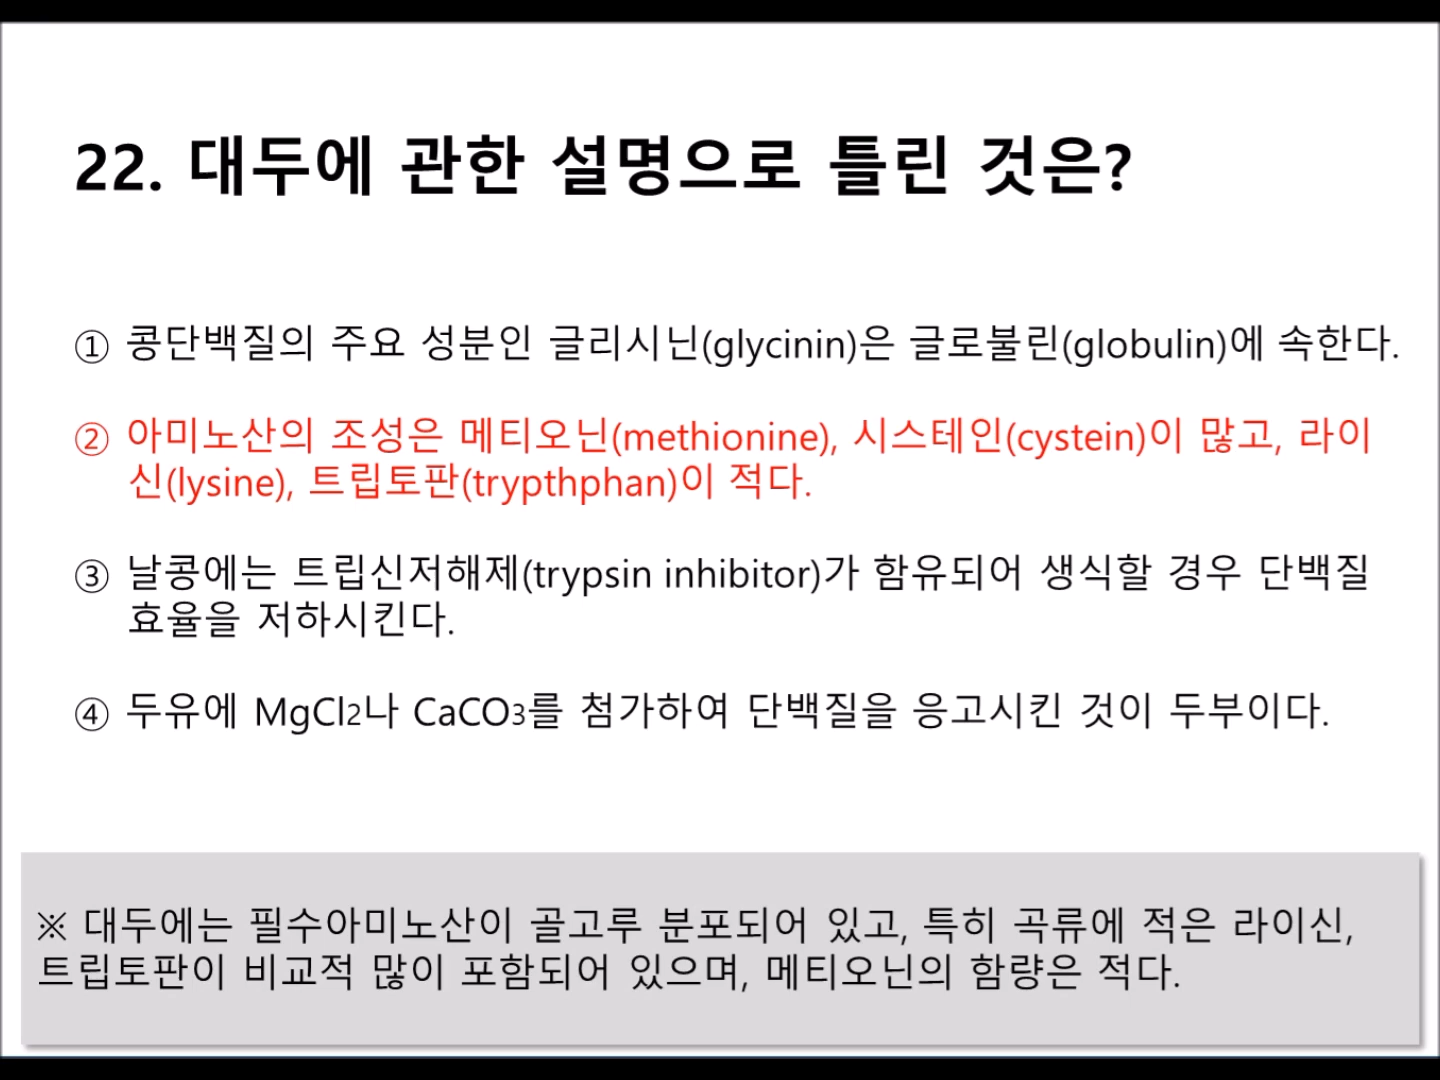 22. 대두에 관한 설명으로 틀린 것은?
① 콩단백질의 주요 성분인 글리시닌(glycinin)은 글로불린(globulin)에 속한다.
② 아미노산의 조성은 메티오닌(methionine), 시스테인(cystein)이 많고, 라이
신(lysine), 트립토판(trypthphan)이 적다.
③ 날콩에는 트립신저해제(trypsin inhibitor)가 함유되어 생식할 경우 단백질
효율을 저하시킨다.
④ 두유에 MgCl2나 CaCO3를 첨가하여 단백질을 응고시킨 것이 두부이다.
※ 대두에는 필수아미노산이 골고루 분포되어 있고, 특히 곡류에 적은 라이신,
트립토판이 비교적 많이 포함되어 있으며, 메티오닌의 함량은 적다.